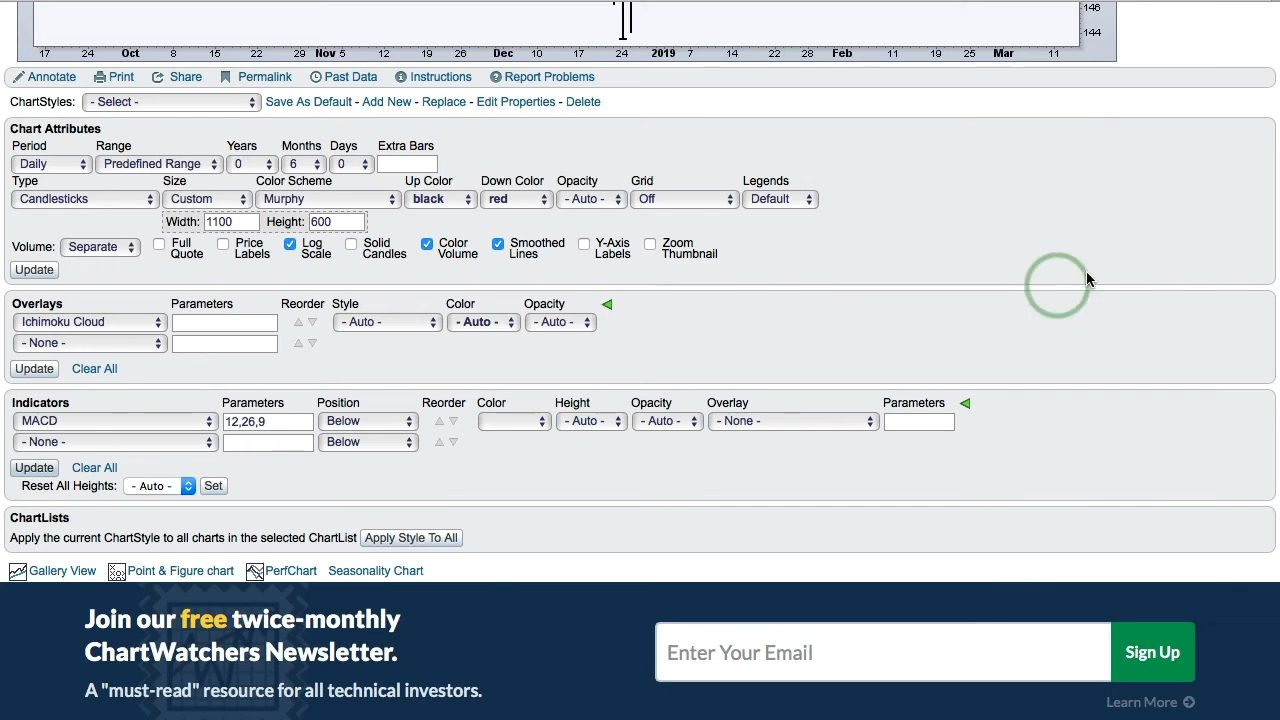 146
144
17 24 Oct 8 15 22 29 Nov 5 12 19 26 Dec 10 17 24 2019 7 14 22 28 Feb 11 19 25 Mar 11
Annotate Print Share Permalink Past Data Instructions Report Problems
ChartStyles: - Select - Save As Default - Add New - Replace - Edit Properties - Delete
Chart Attributes
Period Range Years Months Days Extra Bars
Daily Predefined Range 0 6 0
Type Size Color Scheme Up Color Down Color Opacity Grid Legends
Candlesticks Custom Murphy black red - Auto - Off Default
Width: 1100 Height: 600
Volume: Separate Full Quote Price Labels Log Scale Solid Candles Color Volume Smoothed Lines Y-Axis Labels Zoom Thumbnail
Update
Overlays Parameters Reorder Style Color Opacity
Ichimoku Cloud - Auto - - Auto - - Auto -
- None -
Update Clear All
Indicators Parameters Position Reorder Color Height Opacity Overlay Parameters
MACD 12,26,9 Below - Auto - - Auto - - None -
- None - Below
Update Clear All
Reset All Heights: - Auto - Set
ChartLists
Apply the current ChartStyle to all charts in the selected ChartList Apply Style To All
Gallery View Point & Figure chart PerfChart Seasonality Chart
Join our free twice-monthly
ChartWatchers Newsletter.
A "must-read" resource for all technical investors.
Enter Your Email Sign Up
Learn More